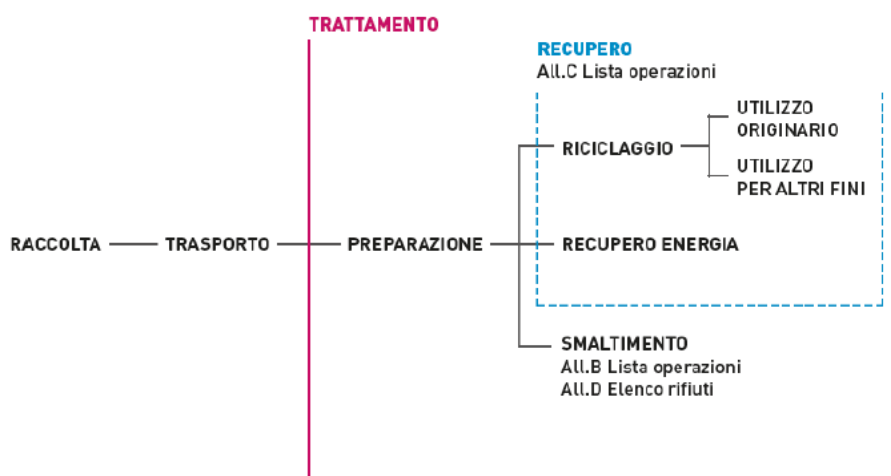 TRATTAMENTO
RECUPERO
All.C Lista operazioni
UTILIZZO
ORIGINARIO
RICICLAGGIO
UTILIZZO
PER ALTRI FINI
RACCOLTA
TRASPORTO
PREPARAZIONE
RECUPERO ENERGIA
SMALTIMENTO
All.B Lista operazioni
All.D Elenco rifiuti